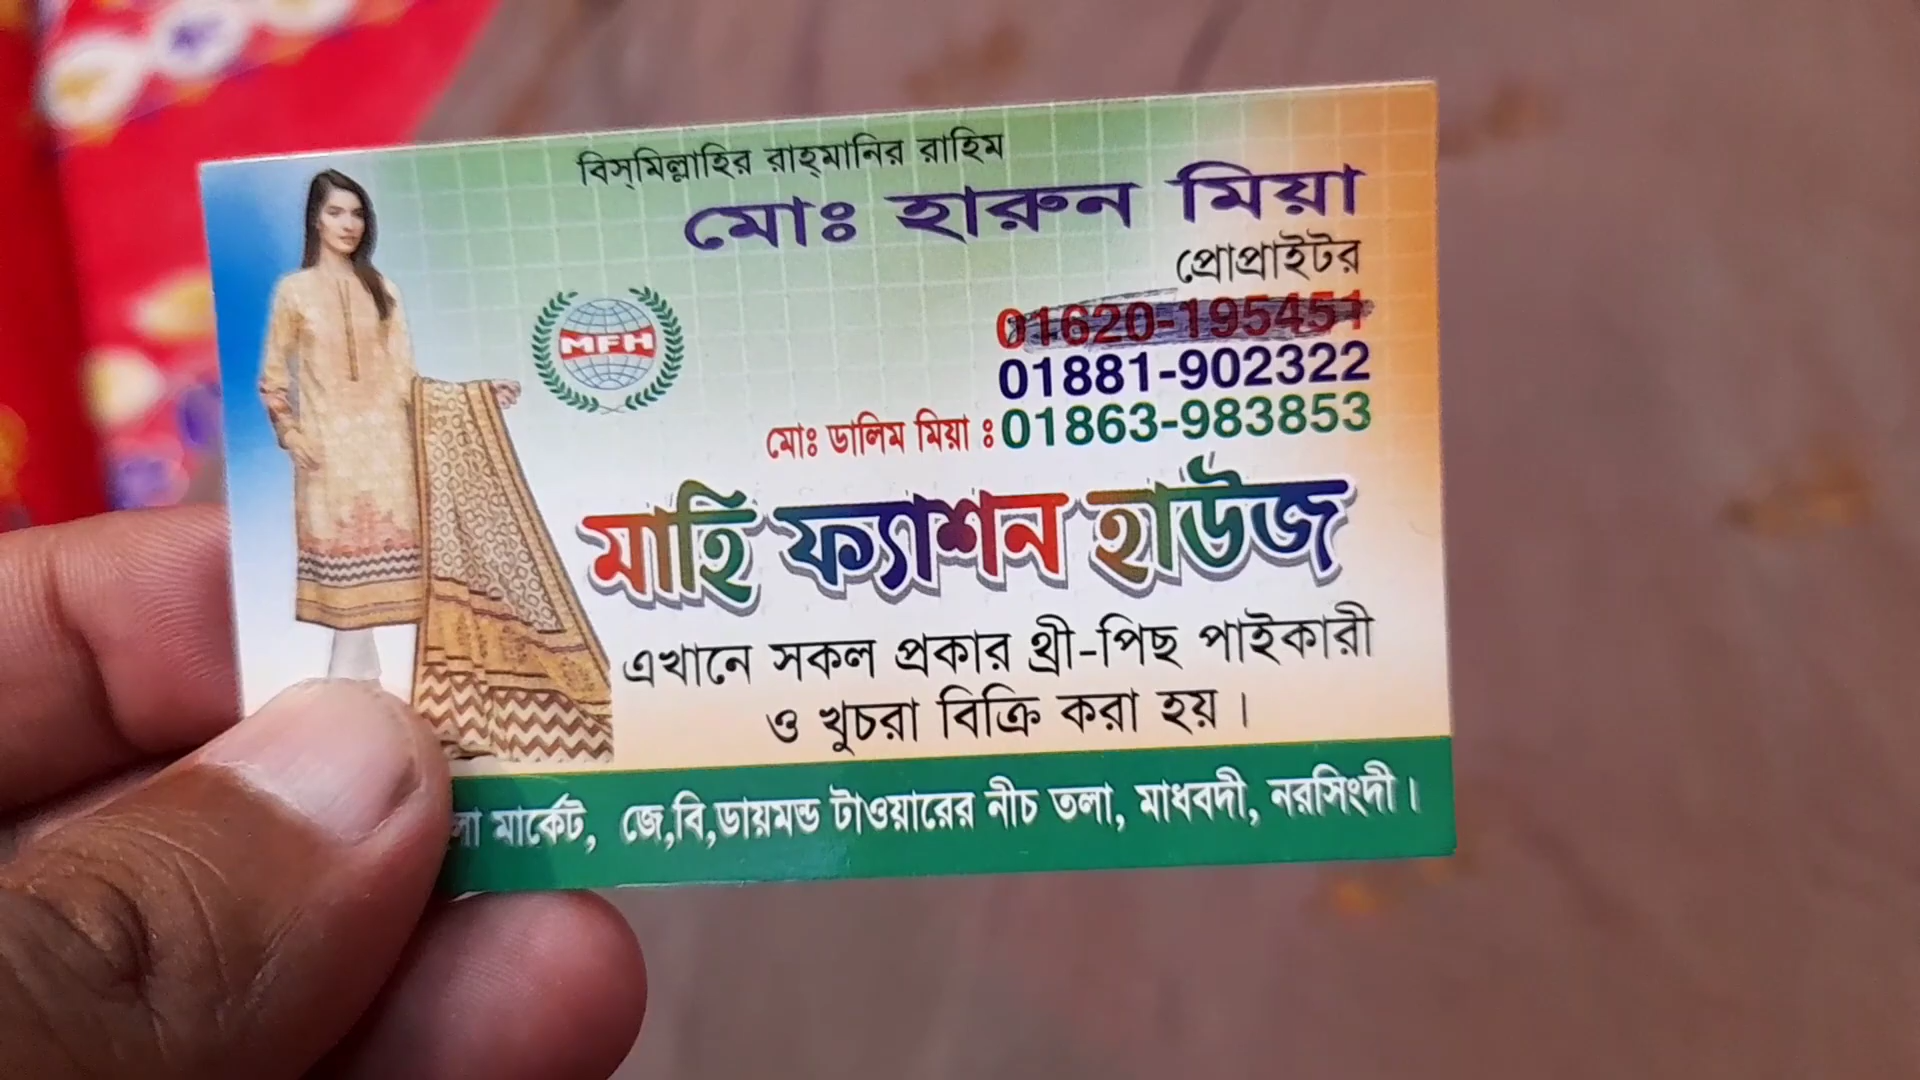 বিস্‌মিল্লাহির রাহ্‌মানির রাহিম
মোঃ হারুন মিয়া
প্রোপ্রাইটর
01620-195451
01881-902322
মোঃ ডালিম মিয়া : 01863-983853
MFH
মাহি ফ্যাশন হাউজ
এখানে সকল প্রকার থ্রী-পিছ পাইকারী
ও খুচরা বিক্রি করা হয়।
মার্কেট, জে,বি,ডায়মন্ড টাওয়ারের নীচ তলা, মাধবদী, নরসিংদী।